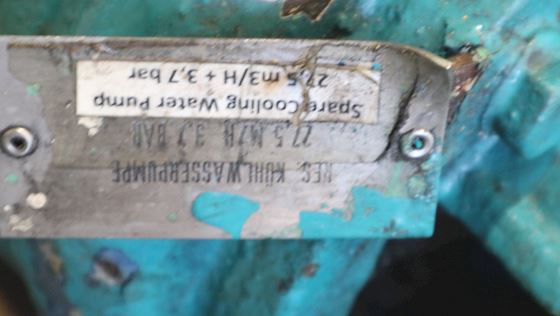 RES. KÜHLWASSERPUMPE
27,5 M3/H 3,7 BAR
Spare Cooling Water Pump
27,5 m3/H + 3,7 bar